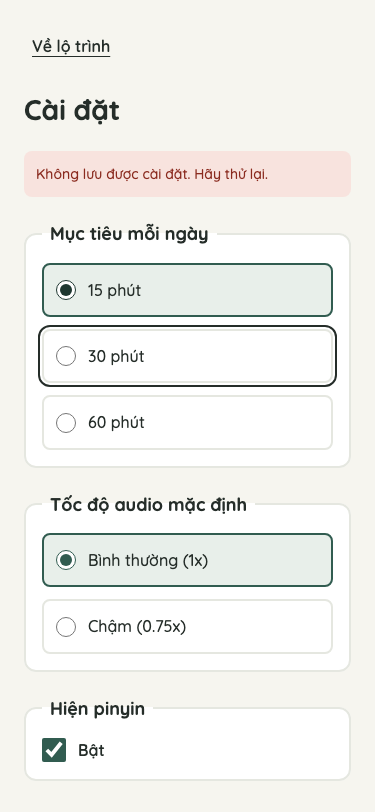 Về lộ trình
Cài đặt
Không lưu được cài đặt. Hãy thử lại.
Mục tiêu mỗi ngày
15 phút
30 phút
60 phút
Tốc độ audio mặc định
Bình thường (1x)
Chậm (0.75x)
Hiện pinyin
Bật